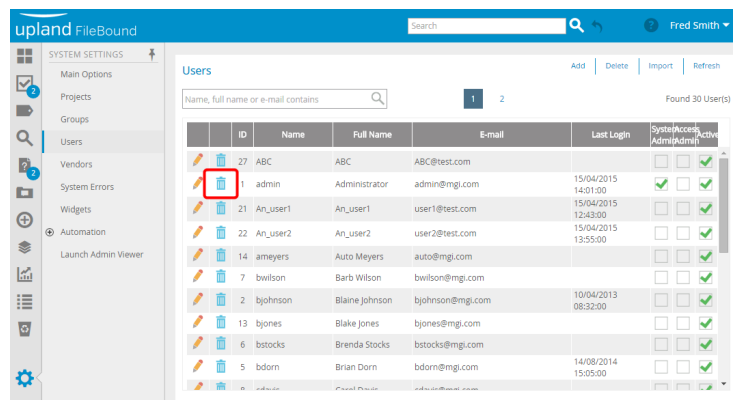 upland FileBound
Search
? Fred Smith
SYSTEM SETTINGS
Main Options
Projects
Groups
Users
Vendors
System Errors
Widgets
Automation
Launch Admin Viewer
2
2
Users
Add Delete Import Refresh
Name, full name or e-mail contains
1 2
Found 30 User(s)
ID Name Full Name E-mail Last Login System Admin Access Admin Active
27 ABC ABC ABC@test.com
1 admin Administrator admin@mgi.com 15/04/2015 14:01:00
21 An_user1 An_user1 user1@test.com 15/04/2015 12:43:00
22 An_user2 An_user2 user2@test.com 15/04/2015 13:55:00
14 ameyers Auto Meyers auto@mgi.com
7 bwilson Barb Wilson bwilson@mgi.com
2 bjohnson Blaine Johnson bjohnson@mgi.com 10/04/2013 08:32:00
13 bjones Blake Jones bjones@mgi.com
6 bstocks Brenda Stocks bstocks@mgi.com
5 bdorn Brian Dorn bdorn@mgi.com 14/08/2014 15:05:00